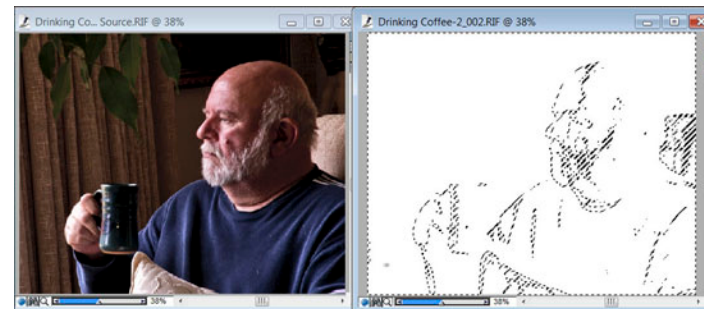 Drinking Co... Source.RIF @ 38%
Drinking Coffee-2_002.RIF @ 38%
38%
38%